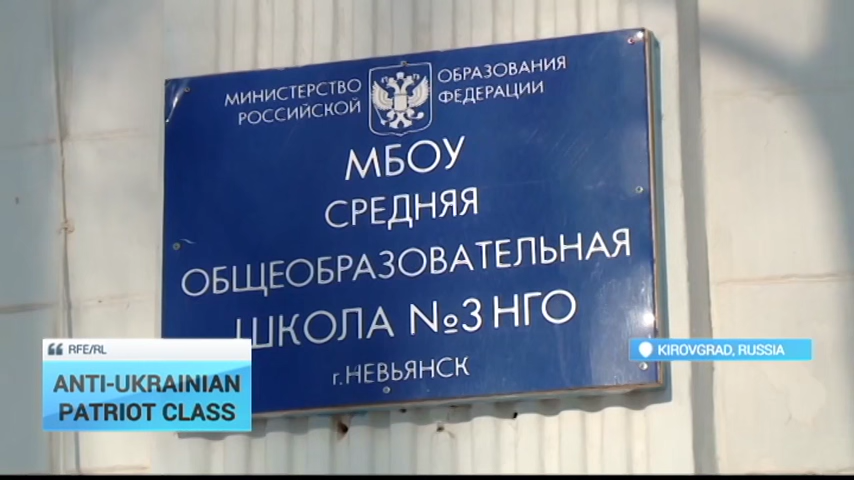 МИНИСТЕРСТВО ОБРАЗОВАНИЯ
РОССИЙСКОЙ ФЕДЕРАЦИИ
МБОУ
СРЕДНЯЯ
ОБЩЕОБРАЗОВАТЕЛЬНАЯ
ШКОЛА №3 НГО
г. НЕВЬЯНСК
RFE/RL
ANTI-UKRAINIAN
PATRIOT CLASS
KIROVGRAD, RUSSIA